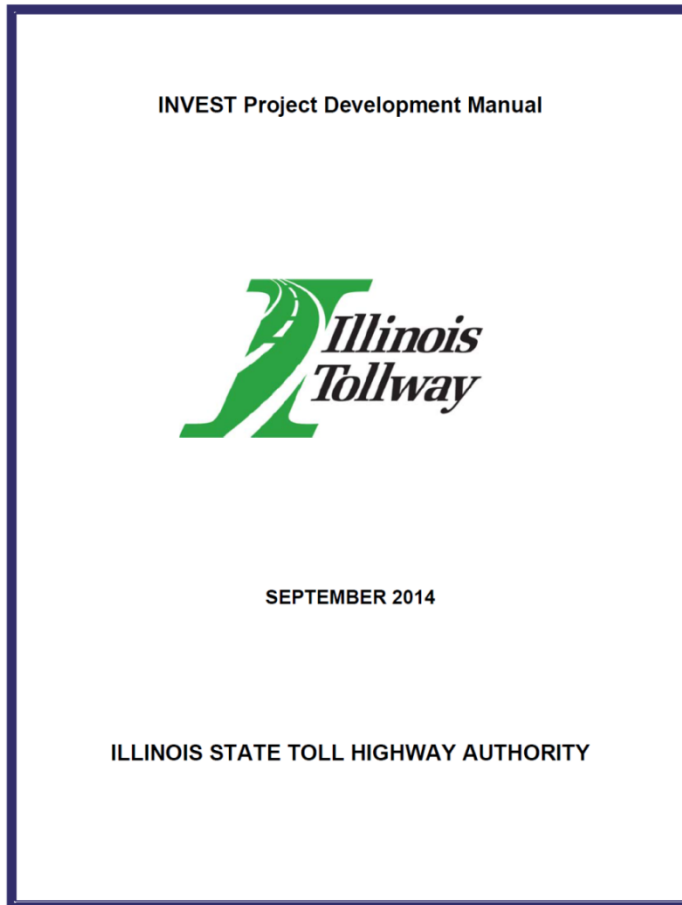 INVEST Project Development Manual
Illinois
Tollway
SEPTEMBER 2014
ILLINOIS STATE TOLL HIGHWAY AUTHORITY